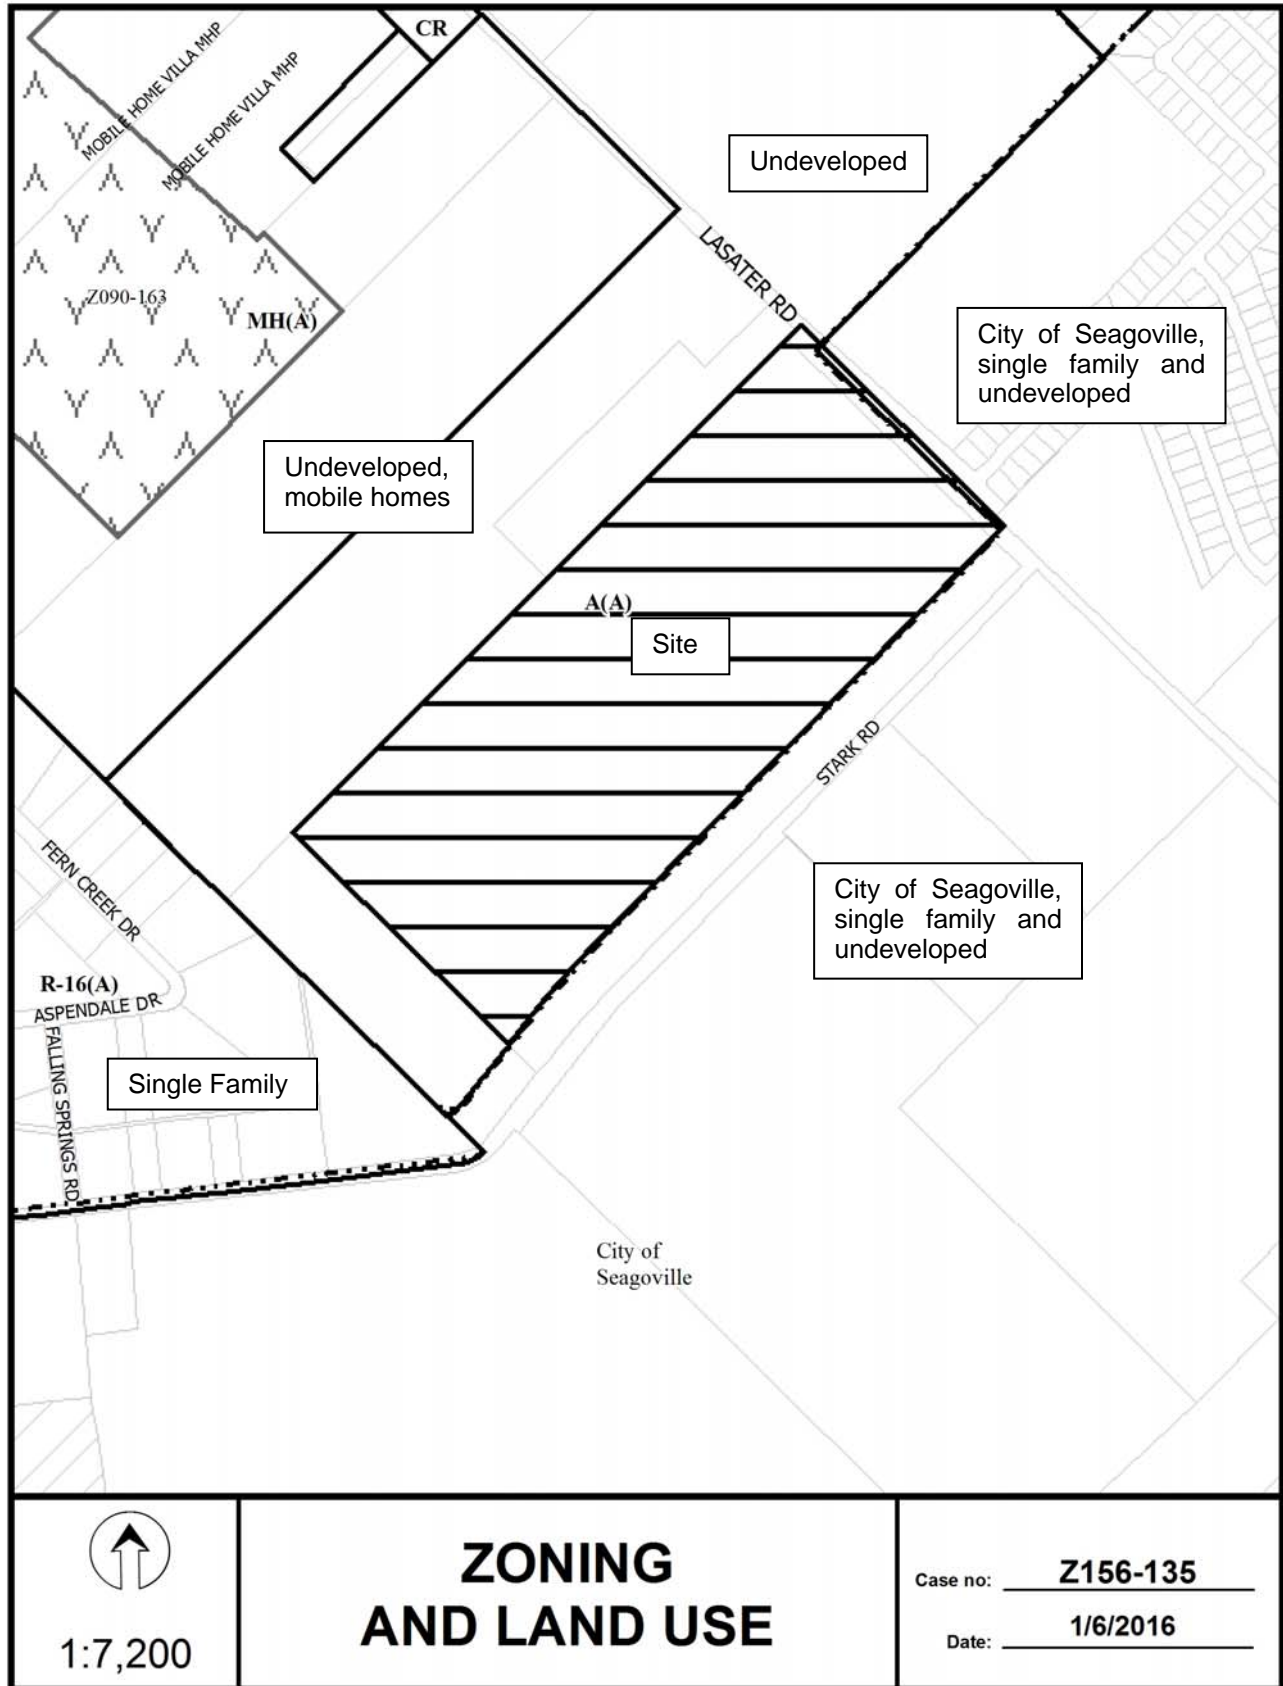 CR
MOBILE HOME VILLA MHP
MOBILE HOME VILLA MHP
Undeveloped
LASATER RD
Z090-163
MH(A)
City of Seagoville,
single family and
undeveloped
Undeveloped,
mobile homes
A(A)
Site
STARK RD
FERN CREEK DR
City of Seagoville,
single family and
undeveloped
R-16(A)
ASPENDALE DR
FALLING SPRINGS RD
Single Family
City of
Seagoville
1:7,200
ZONING
AND LAND USE
Case no: Z156-135
Date: 1/6/2016